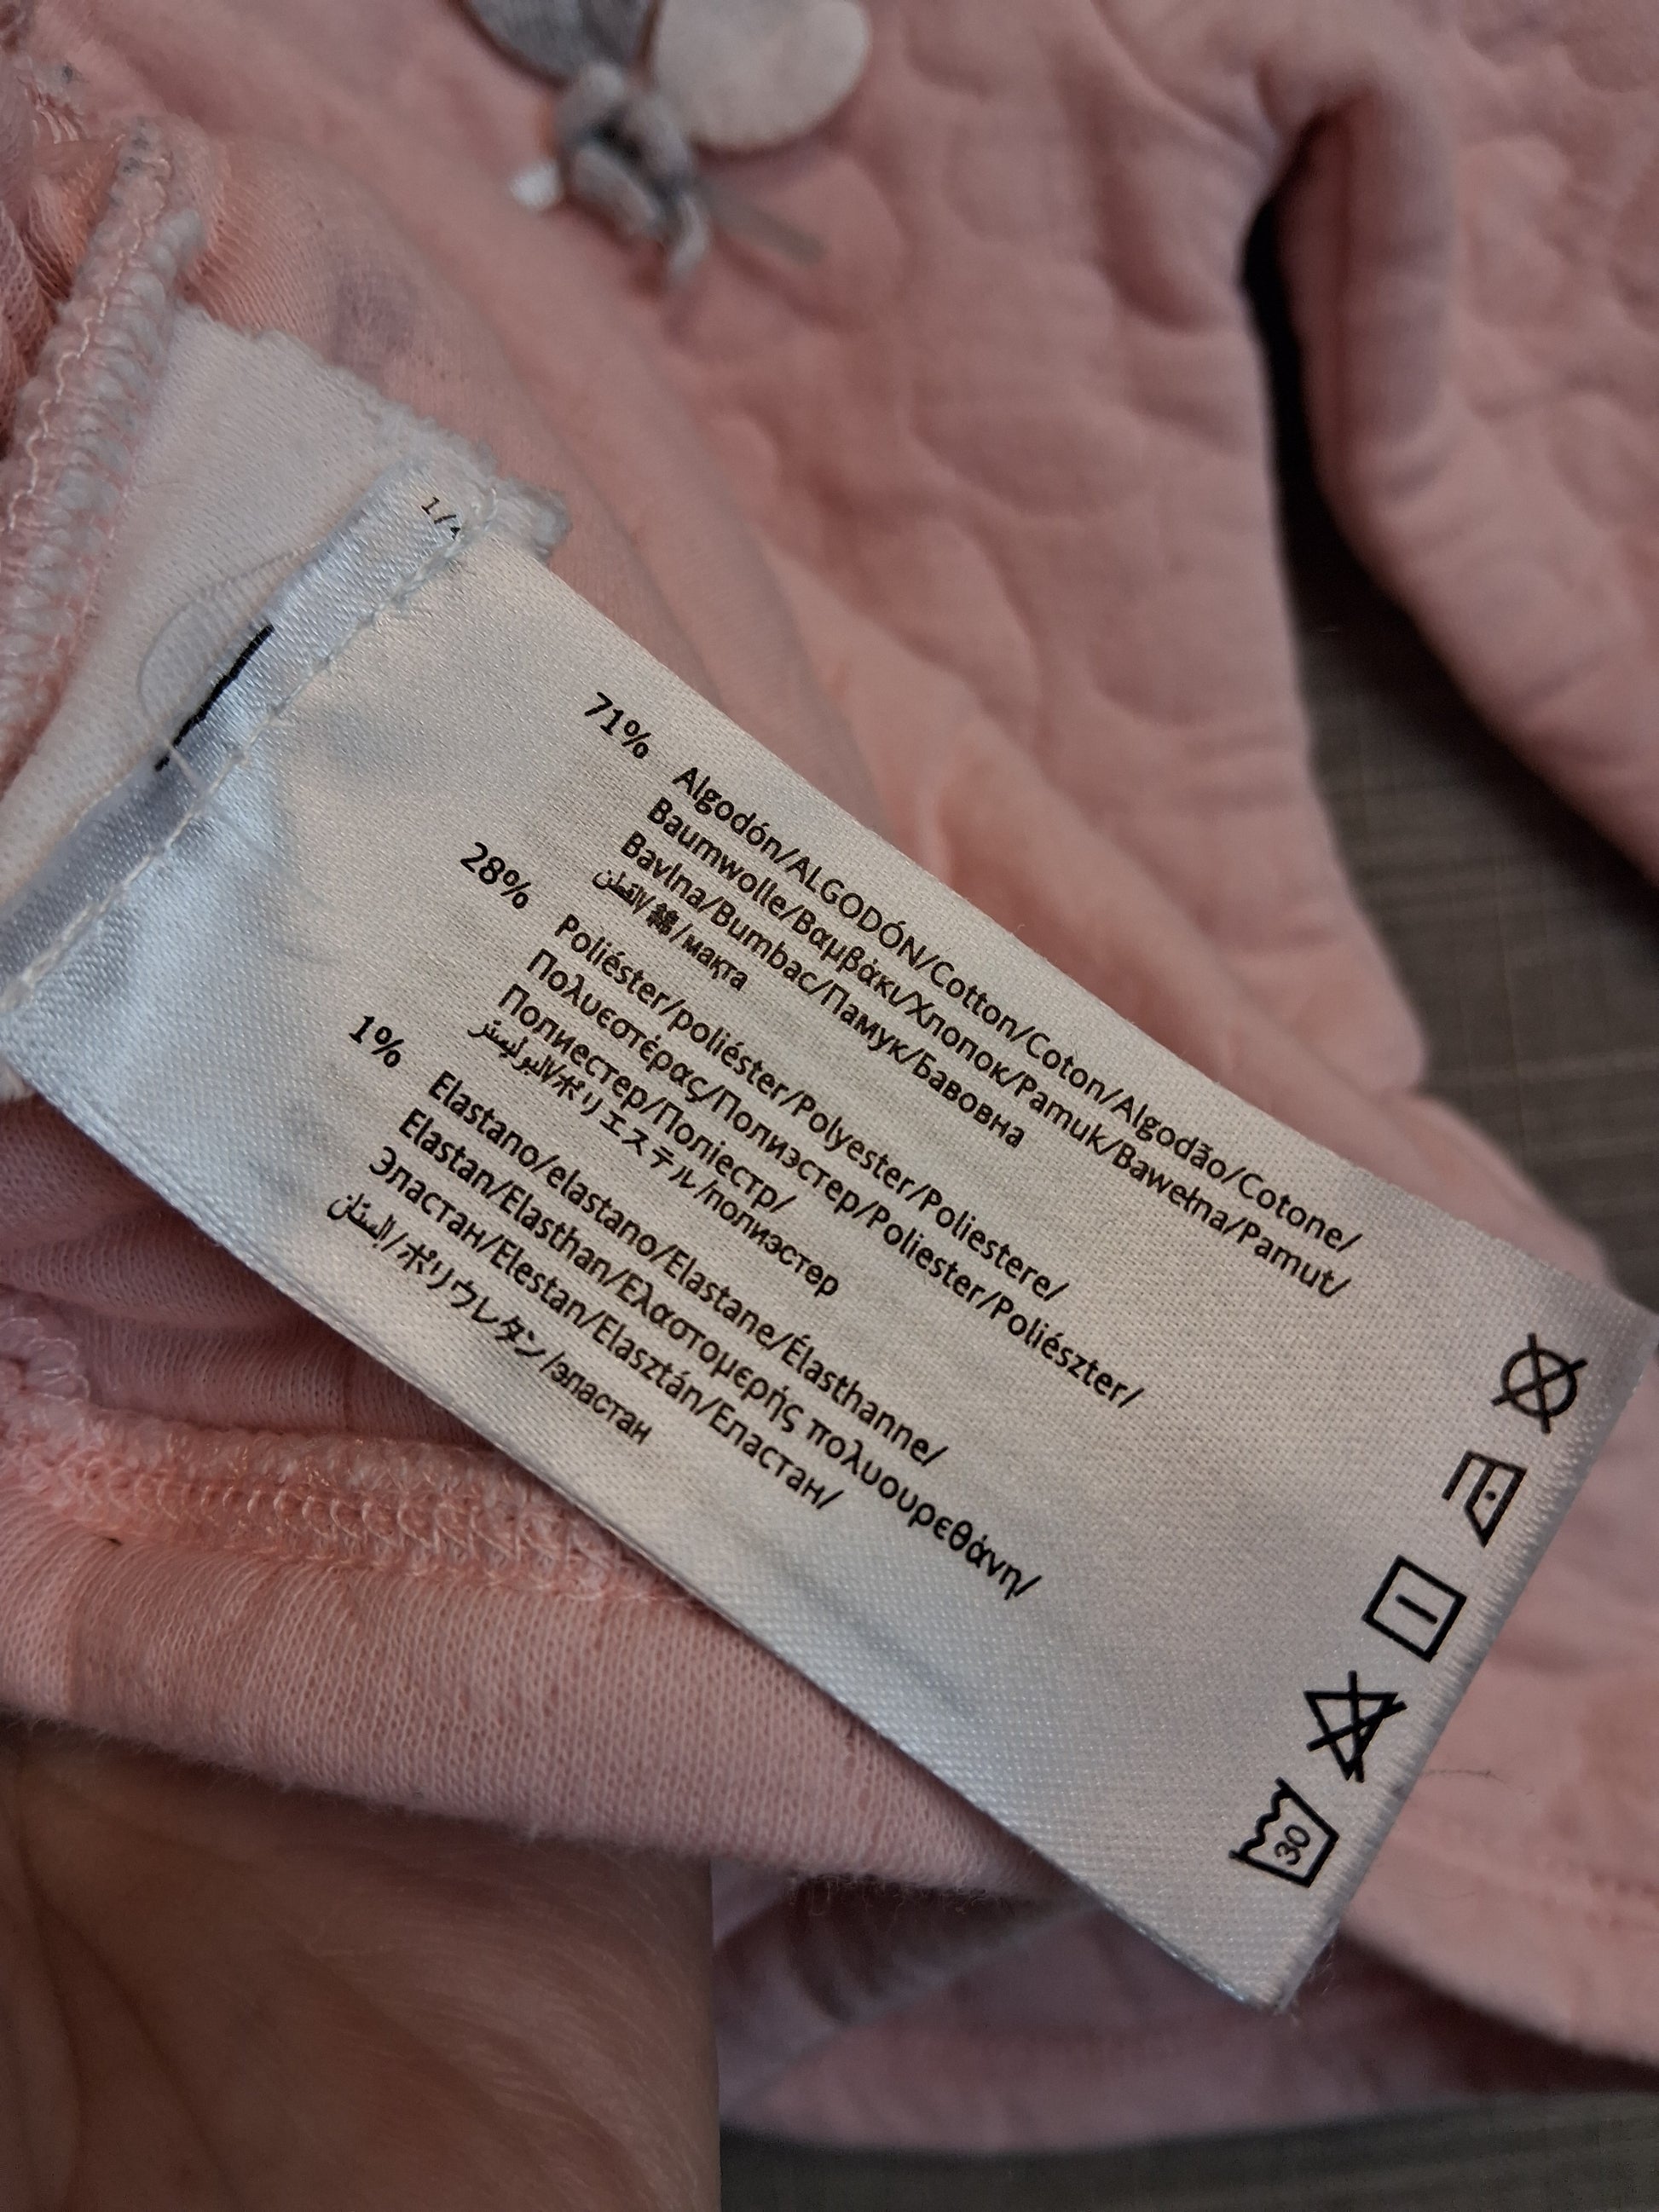 71% Algodón/ALGODÓN/Cotton/Coton/Algodão/Cotone/
Baumwolle/Βαμβάκι/Хлопок/Pamuk/Bawełna/Pamut/
Bavlna/Bumbac/Памук/Бавовна
القطن/綿/мақта
28% Poliéster/poliéster/Polyester/Poliestere/
Πολυεστέρας/Полиэстер/Poliester/Poliészter/
Полиестер/Поліестр/
البوليستر/ポリエステル/полиэстер
1% Elastano/elastano/Elastane/Élasthanne/
Elastan/Elasthan/Ελαστομερής πολυουρεθάνη/
Эластан/Elestan/Elasztán/Еластан/
إلاستان/ポリウレタン/эластан
30